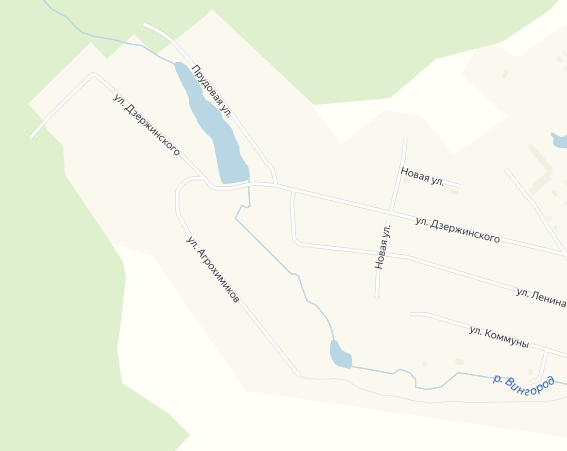 Прудовая ул.
ул. Дзержинского
Новая ул.
ул. Дзержинского
Новая ул.
ул. Агрохимиков
ул. Ленина
ул. Коммуны
р. Вингород